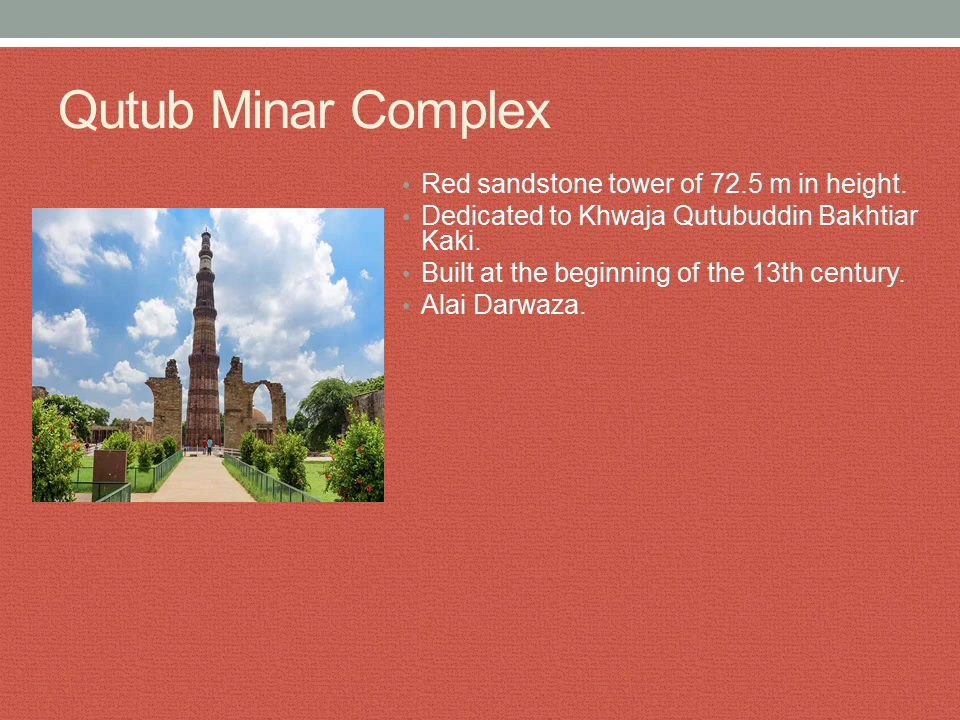 Qutub Minar Complex
• Red sandstone tower of 72.5 m in height.
• Dedicated to Khwaja Qutubuddin Bakhtiar
Kaki.
• Built at the beginning of the 13th century.
• Alai Darwaza.